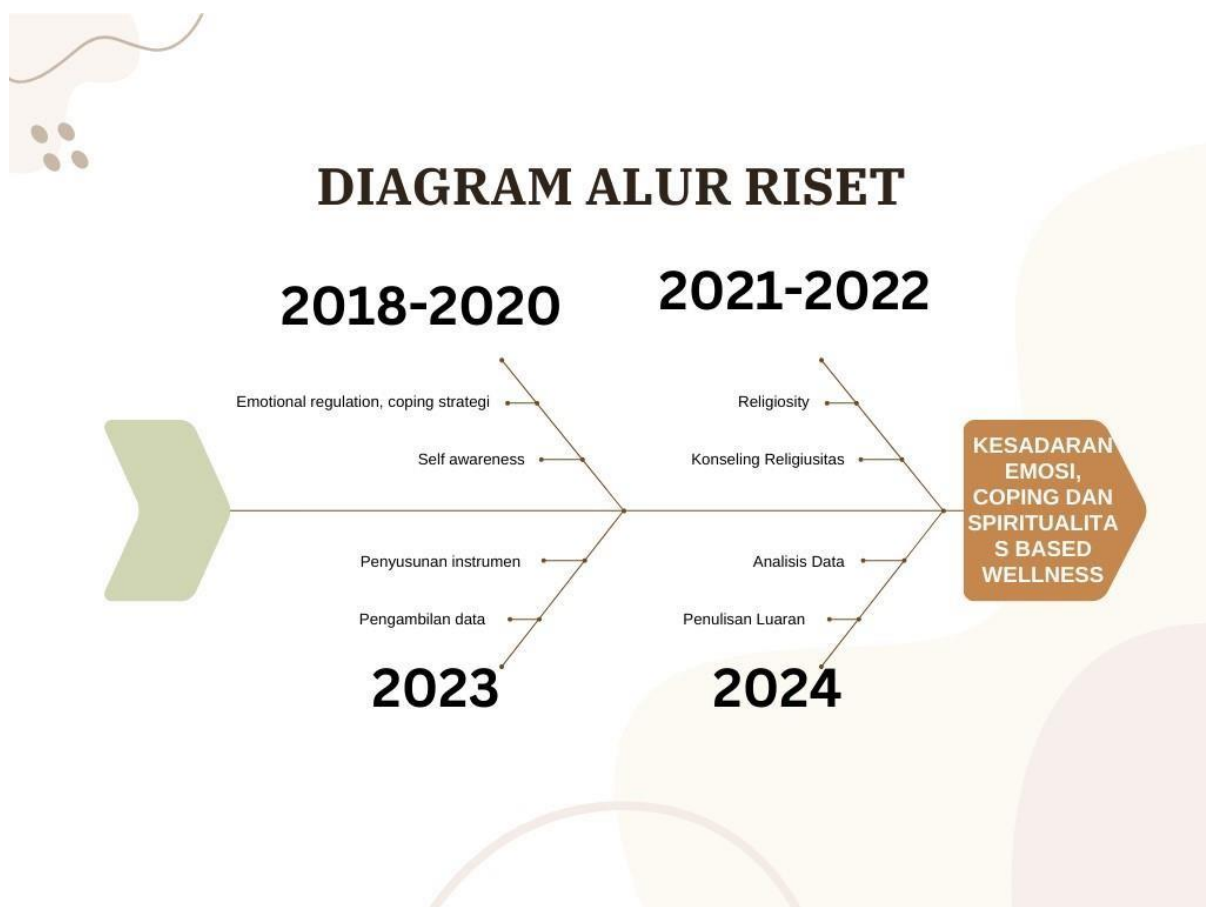 DIAGRAM ALUR RISET
2018-2020
2021-2022
Emotional regulation, coping strategi
Self awareness
Religiosity
Konseling Religiusitas
KESADARAN
EMOSI,
COPING DAN
SPIRITUALITA
S BASED
WELLNESS
Penyusunan instrumen
Pengambilan data
Analisis Data
Penulisan Luaran
2023
2024